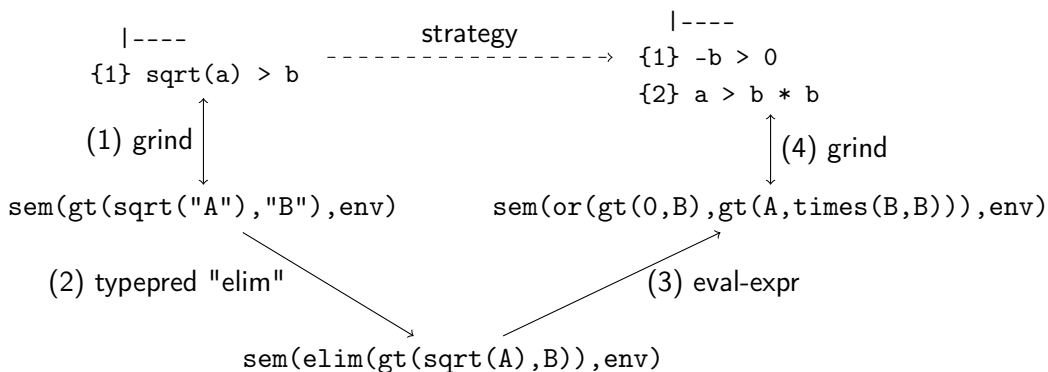 |----
{1} sqrt(a) > b
strategy
|----
{1} -b > 0
{2} a > b * b
(1) grind
(4) grind
sem(gt(sqrt("A"),"B"),env)
sem(or(gt(0,B),gt(A,times(B,B))),env)
(2) typepred "elim"
(3) eval-expr
sem(elim(gt(sqrt(A),B)),env)